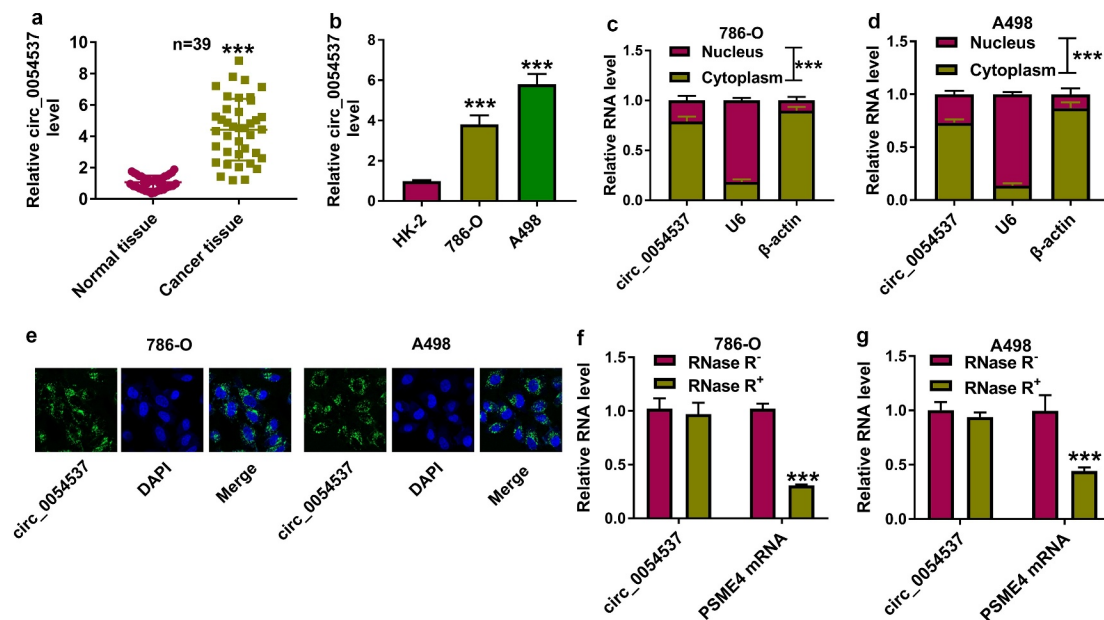 a
Relative circ_0054537
level
10
8
6
4
2
0
n=39
***
Normal tissue
Cancer tissue
b
Relative circ_0054537
level
8
6
4
2
0
***
***
HK-2
786-O
A498
c
786-O
Relative RNA level
1.5
1.0
0.5
0.0
Nucleus
Cytoplasm
***
circ_0054537
U6
β-actin
d
A498
Relative RNA level
1.5
1.0
0.5
0.0
Nucleus
Cytoplasm
***
circ_0054537
U6
β-actin
e
786-O
A498
circ_0054537
DAPI
Merge
circ_0054537
DAPI
Merge
f
786-O
Relative RNA level
1.5
1.0
0.5
0.0
RNase R⁻
RNase R⁺
***
circ_0054537
PSME4 mRNA
g
A498
Relative RNA level
1.5
1.0
0.5
0.0
RNase R⁻
RNase R⁺
***
circ_0054537
PSME4 mRNA